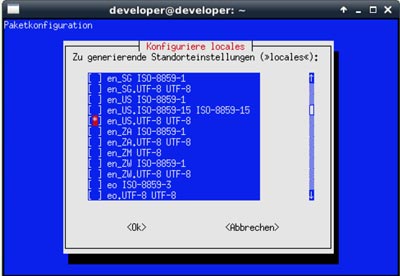 developer@developer: ~
Paketkonfiguration
Konfiguriere locales
Zu generierende Standorteinstellungen (»locales«):
[ ] en_SG ISO-8859-1
[ ] en_SG.UTF-8 UTF-8
[ ] en_US ISO-8859-1
[ ] en_US.ISO-8859-15 ISO-8859-15
[*] en_US.UTF-8 UTF-8
[ ] en_ZA ISO-8859-1
[ ] en_ZA.UTF-8 UTF-8
[ ] en_ZM UTF-8
[ ] en_ZW ISO-8859-1
[ ] en_ZW.UTF-8 UTF-8
[ ] eo ISO-8859-3
[ ] eo.UTF-8 UTF-8
<Ok> <Abbrechen>